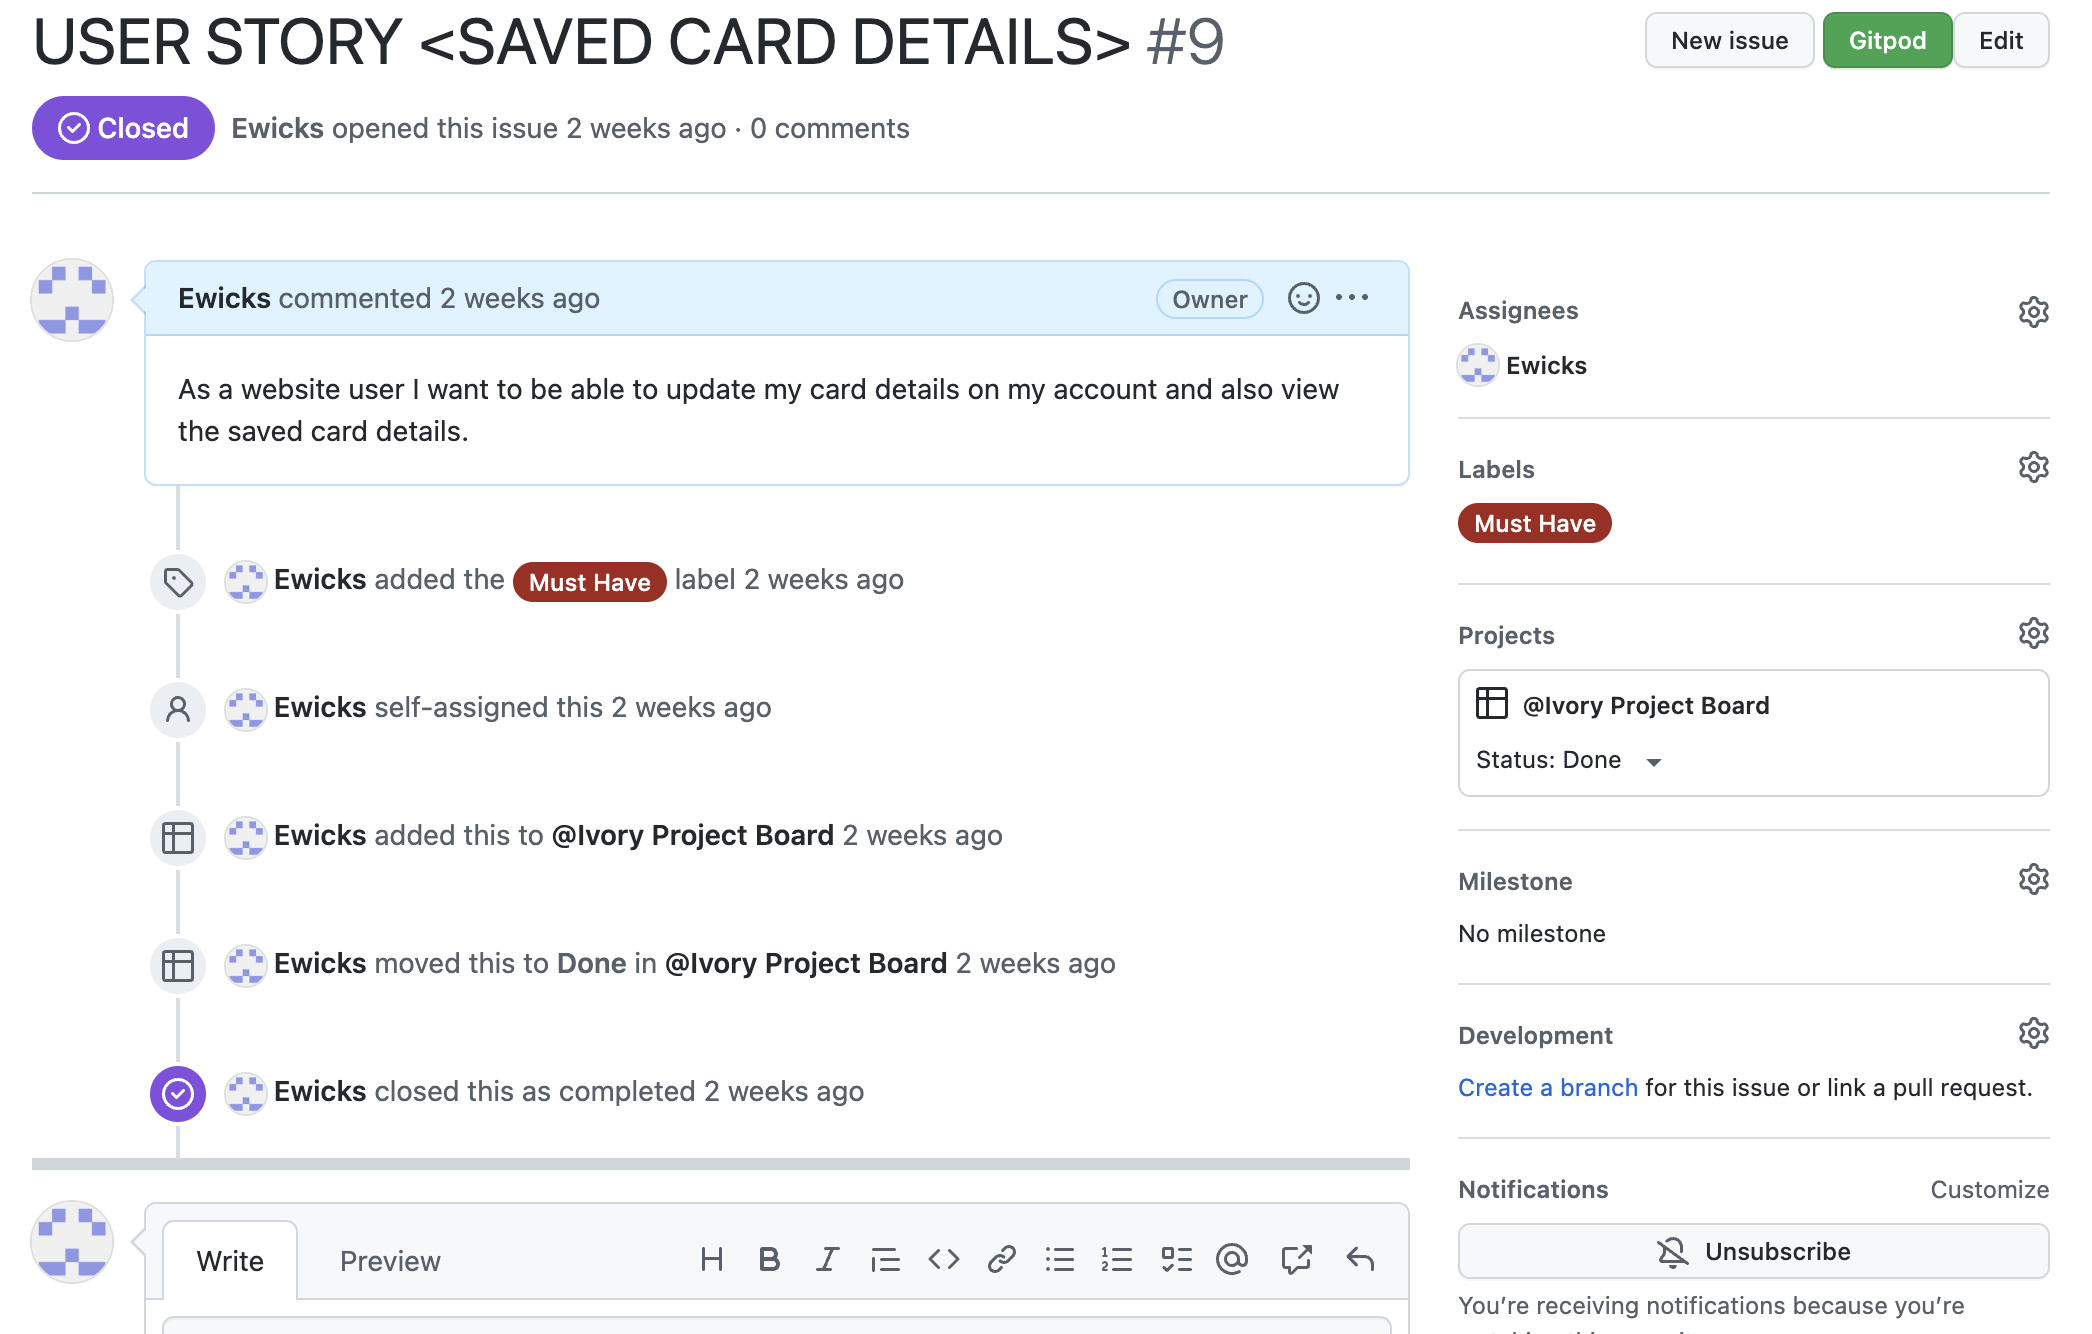 USER STORY <SAVED CARD DETAILS> #9
New issue
Gitpod
Edit
Closed
Ewicks opened this issue 2 weeks ago · 0 comments
Ewicks commented 2 weeks ago
Owner
As a website user I want to be able to update my card details on my account and also view
the saved card details.
Ewicks added the Must Have label 2 weeks ago
Ewicks self-assigned this 2 weeks ago
Ewicks added this to @Ivory Project Board 2 weeks ago
Ewicks moved this to Done in @Ivory Project Board 2 weeks ago
Ewicks closed this as completed 2 weeks ago
Write
Preview
Assignees
Ewicks
Labels
Must Have
Projects
@Ivory Project Board
Status: Done
Milestone
No milestone
Development
Create a branch for this issue or link a pull request.
Notifications
Customize
Unsubscribe
You’re receiving notifications because you’re